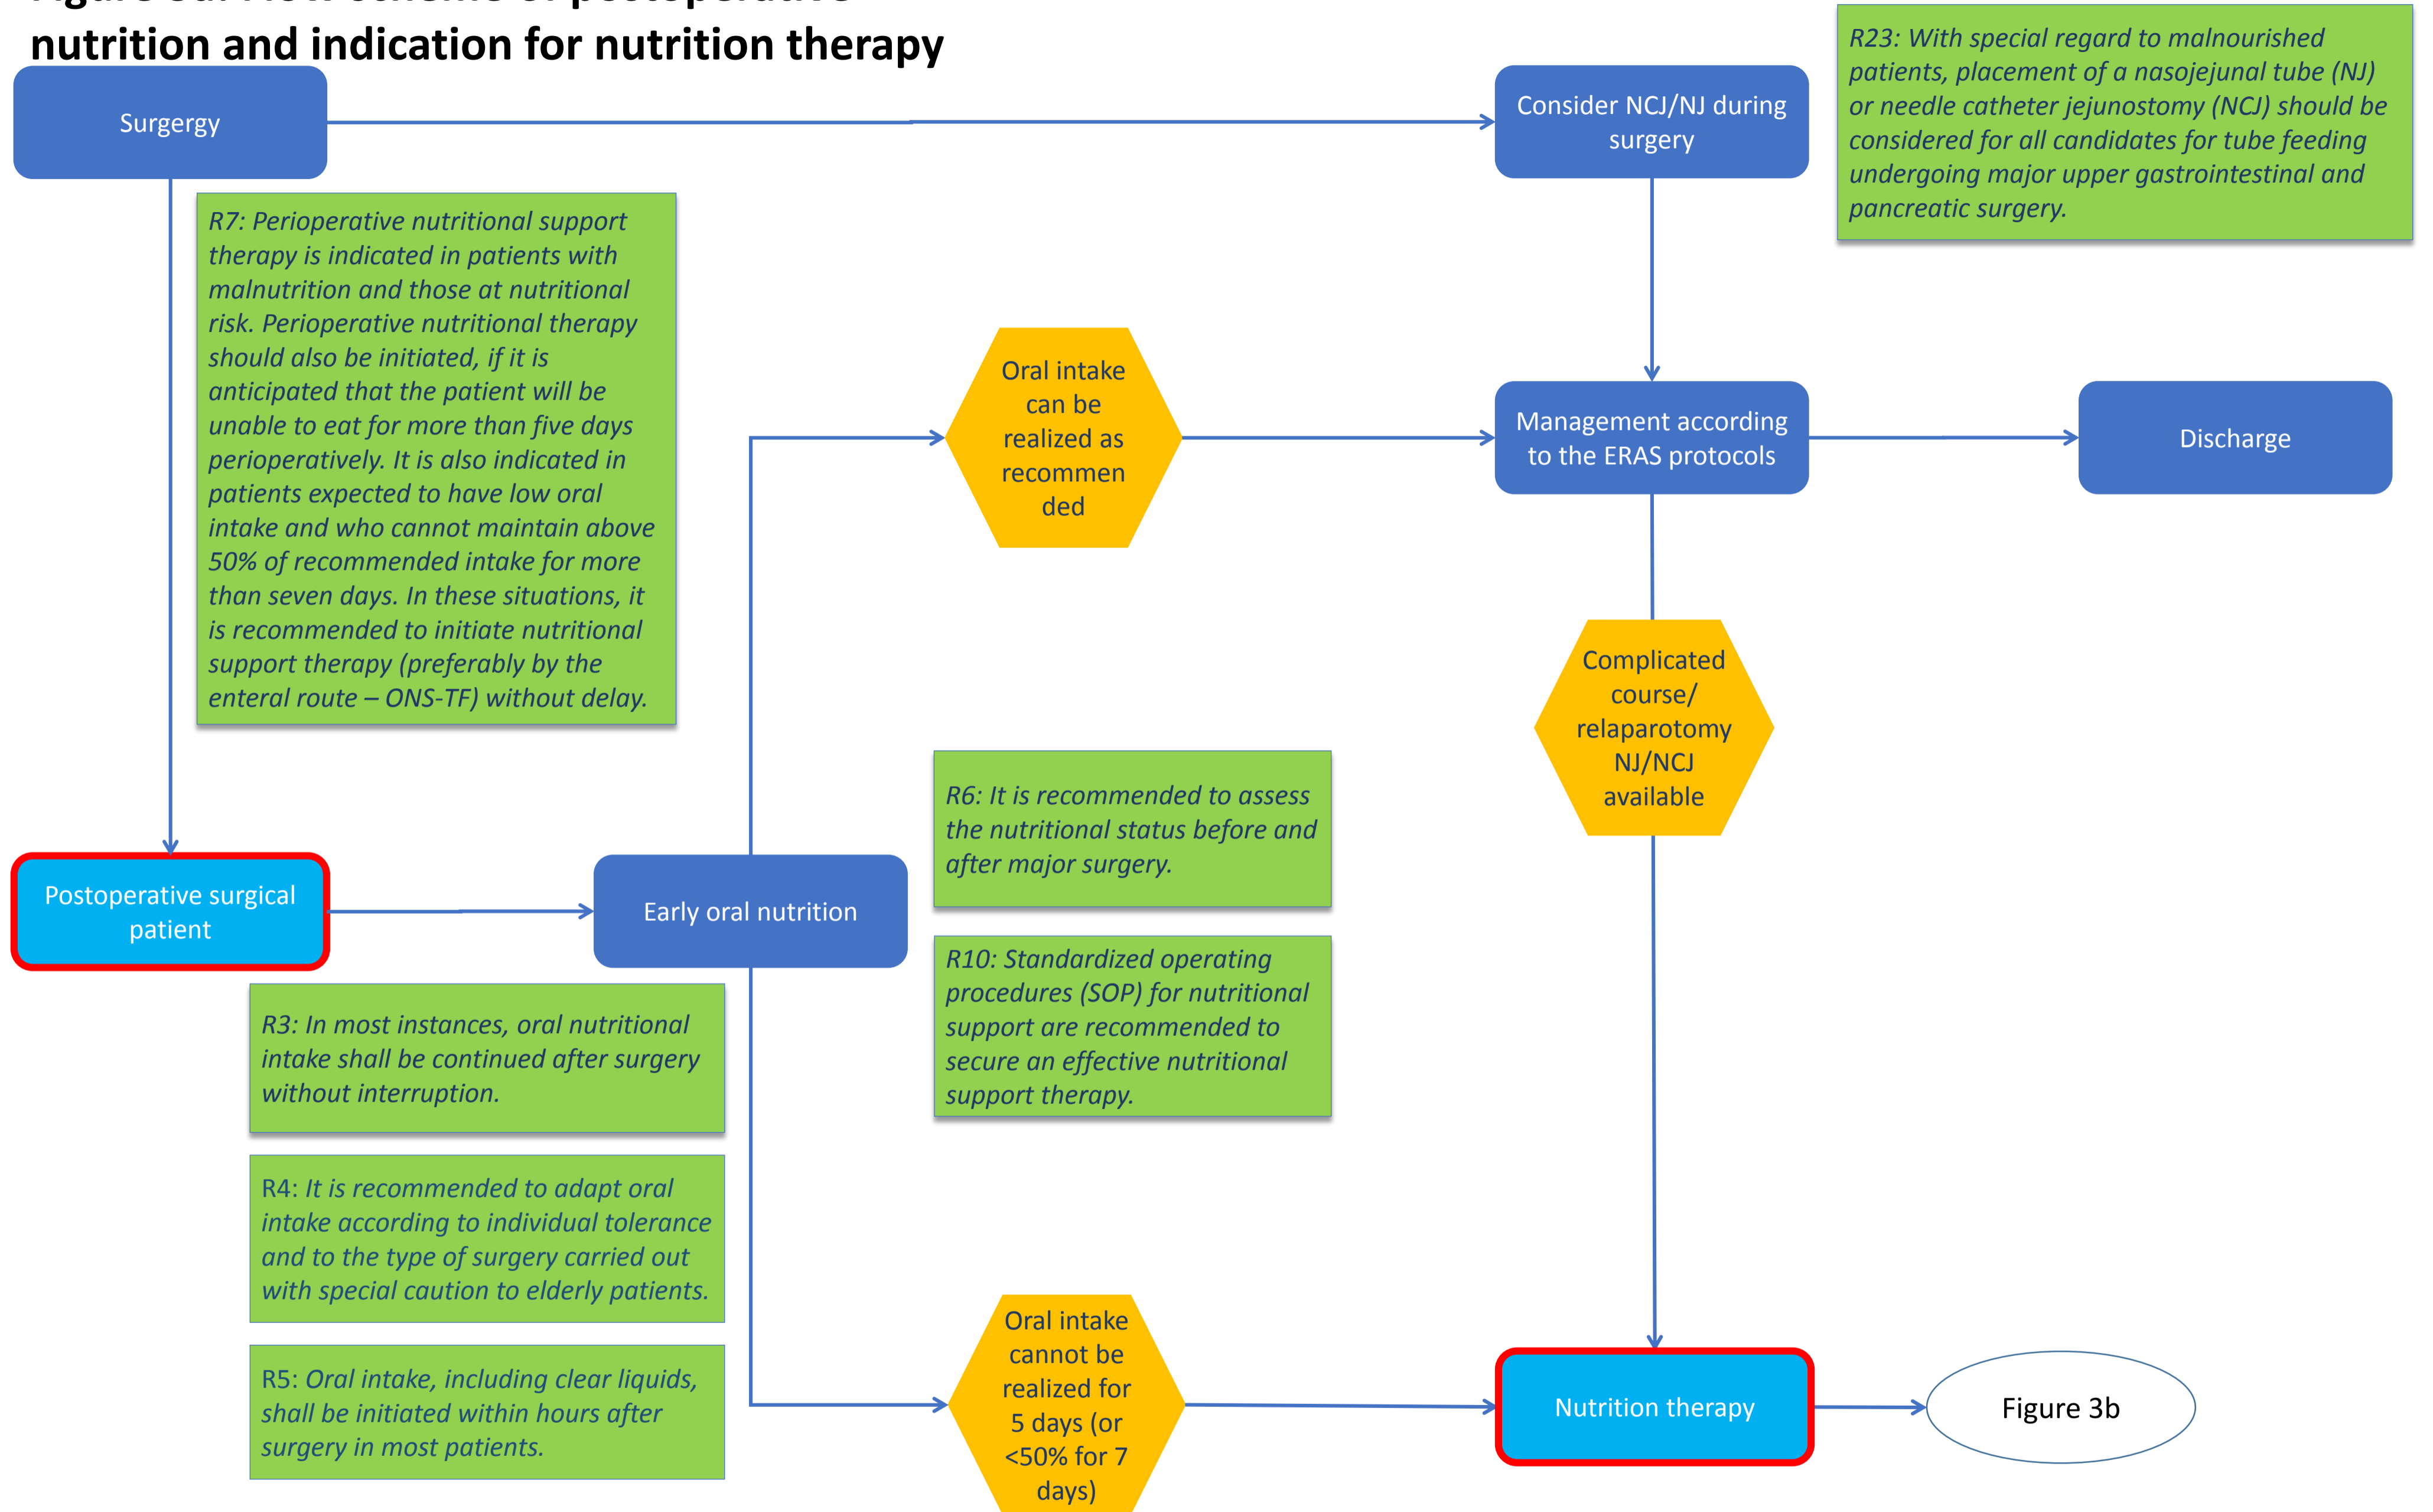 nutrition and indication for nutrition therapy
Surgergy
Consider NCJ/NJ during
surgery
R23: With special regard to malnourished
patients, placement of a nasojejunal tube (NJ)
or needle catheter jejunostomy (NCJ) should be
considered for all candidates for tube feeding
undergoing major upper gastrointestinal and
pancreatic surgery.
R7: Perioperative nutritional support
therapy is indicated in patients with
malnutrition and those at nutritional
risk. Perioperative nutritional therapy
should also be initiated, if it is
anticipated that the patient will be
unable to eat for more than five days
perioperatively. It is also indicated in
patients expected to have low oral
intake and who cannot maintain above
50% of recommended intake for more
than seven days. In these situations, it
is recommended to initiate nutritional
support therapy (preferably by the
enteral route – ONS-TF) without delay.
Oral intake
can be
realized as
recommen
ded
Management according
to the ERAS protocols
Discharge
Complicated
course/
relaparotomy
NJ/NCJ
available
R6: It is recommended to assess
the nutritional status before and
after major surgery.
Postoperative surgical
patient
Early oral nutrition
R10: Standardized operating
procedures (SOP) for nutritional
support are recommended to
secure an effective nutritional
support therapy.
R3: In most instances, oral nutritional
intake shall be continued after surgery
without interruption.
R4: It is recommended to adapt oral
intake according to individual tolerance
and to the type of surgery carried out
with special caution to elderly patients.
R5: Oral intake, including clear liquids,
shall be initiated within hours after
surgery in most patients.
Oral intake
cannot be
realized for
5 days (or
<50% for 7
days)
Nutrition therapy
Figure 3b